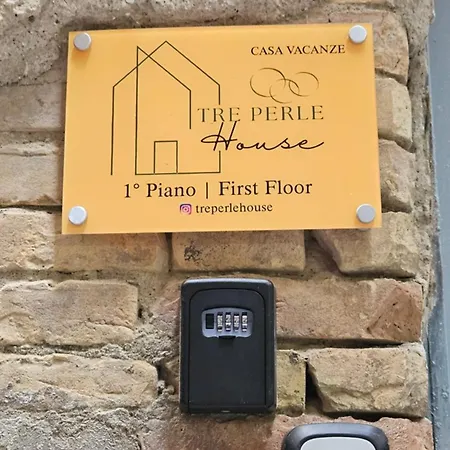 CASA VACANZE
TRE PERLE
House
1° Piano | First Floor
treperlehouse